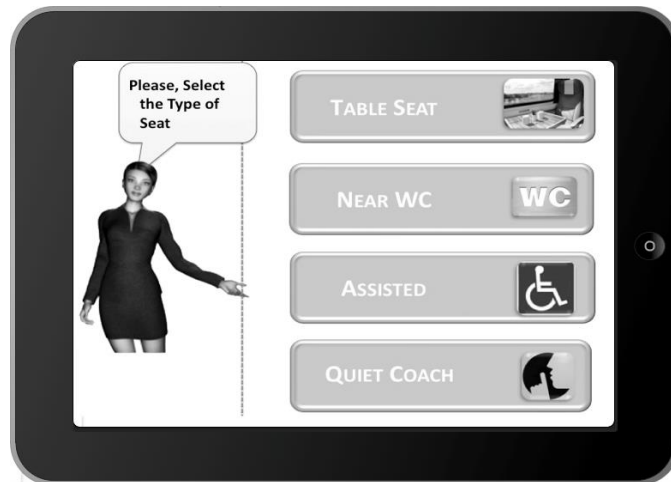 Please, Select
the Type of
Seat
TABLE SEAT
NEAR WC
WC
ASSISTED
QUIET COACH